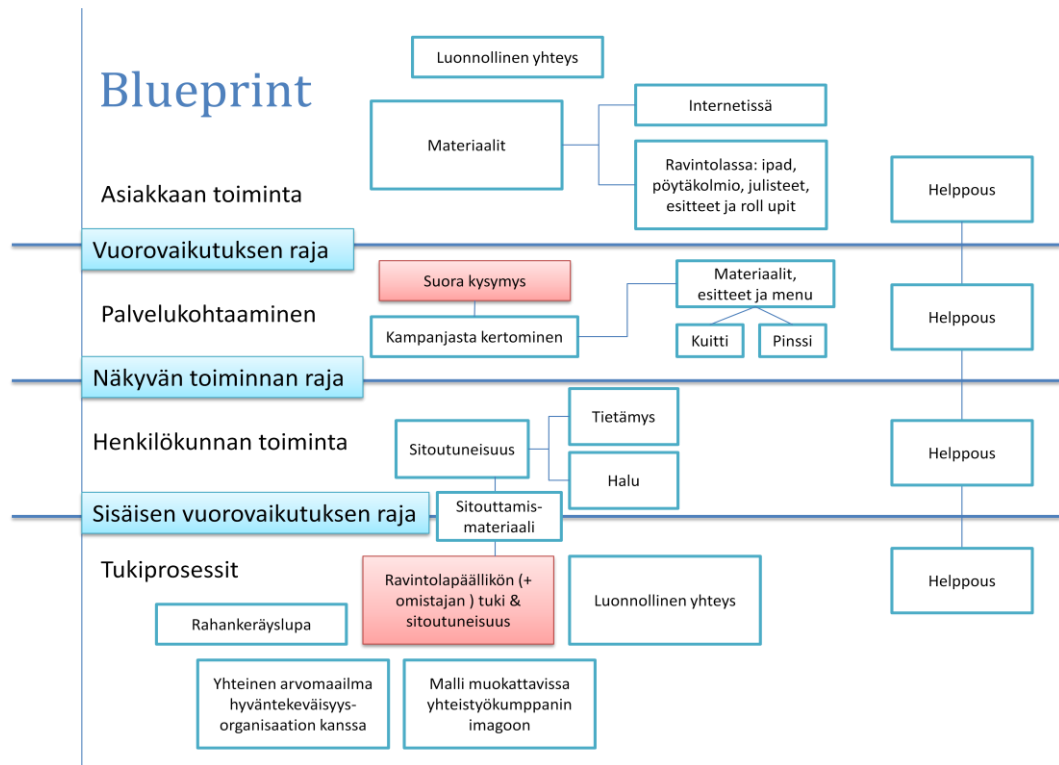 Blueprint
Luonnollinen yhteys
Materiaalit
Internetissä
Ravintolassa: ipad,
pöytäkolmio, julisteet,
esitteet ja roll upit
Helppous
Asiakkaan toiminta
Vuorovaikutuksen raja
Suora kysymys
Materiaalit,
esitteet ja menu
Palvelukohtaaminen
Kampanjasta kertominen
Kuitti
Pinssi
Helppous
Näkyvän toiminnan raja
Henkilökunnan toiminta
Sitoutuneisuus
Tietämys
Halu
Helppous
Sisäisen vuorovaikutuksen raja
Sitouttamis-
materiaali
Tukiprosessit
Ravintolapäällikön (+
omistajan ) tuki &
sitoutuneisuus
Luonnollinen yhteys
Helppous
Rahankeräyslupa
Yhteinen arvomaailma
hyväntekeväisyys-
organisaation kanssa
Malli muokattavissa
yhteistyökumppanin
imagoon